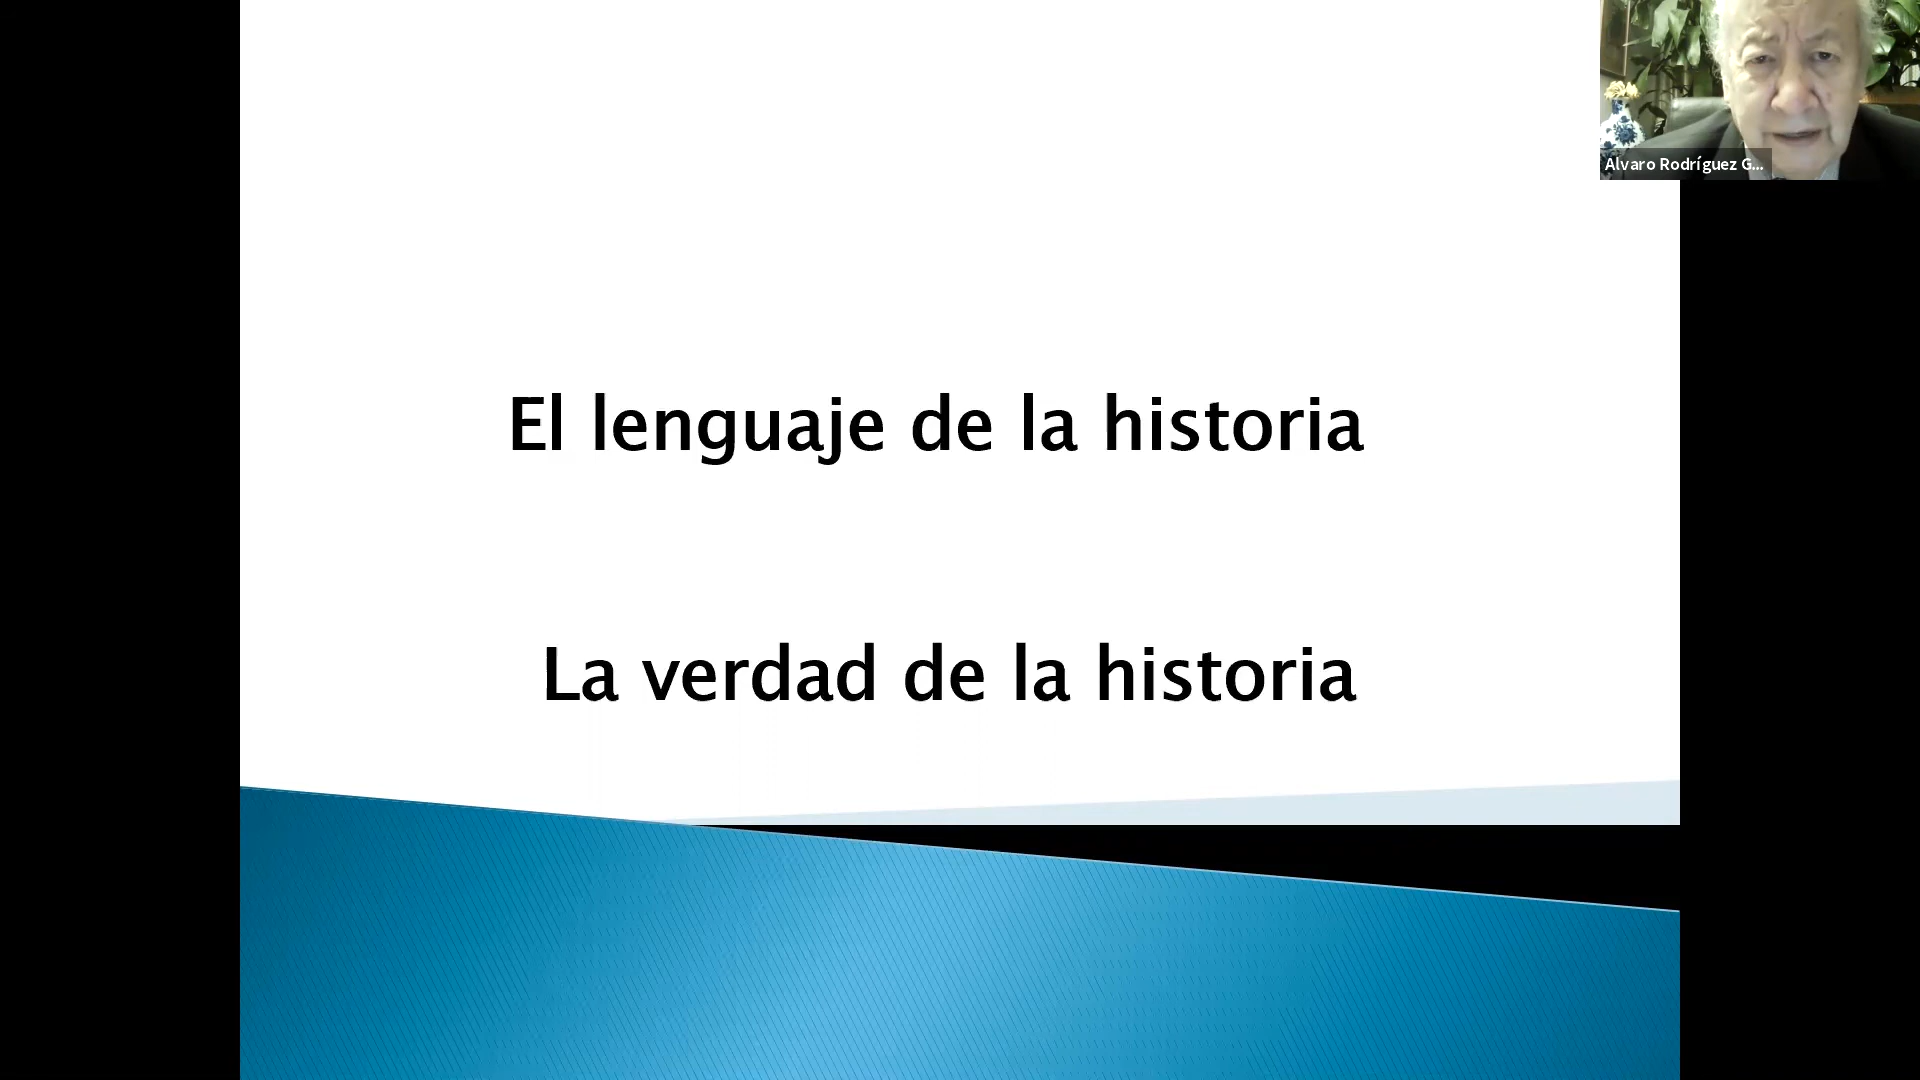 El lenguaje de la historia
La verdad de la historia
Alvaro Rodríguez G...